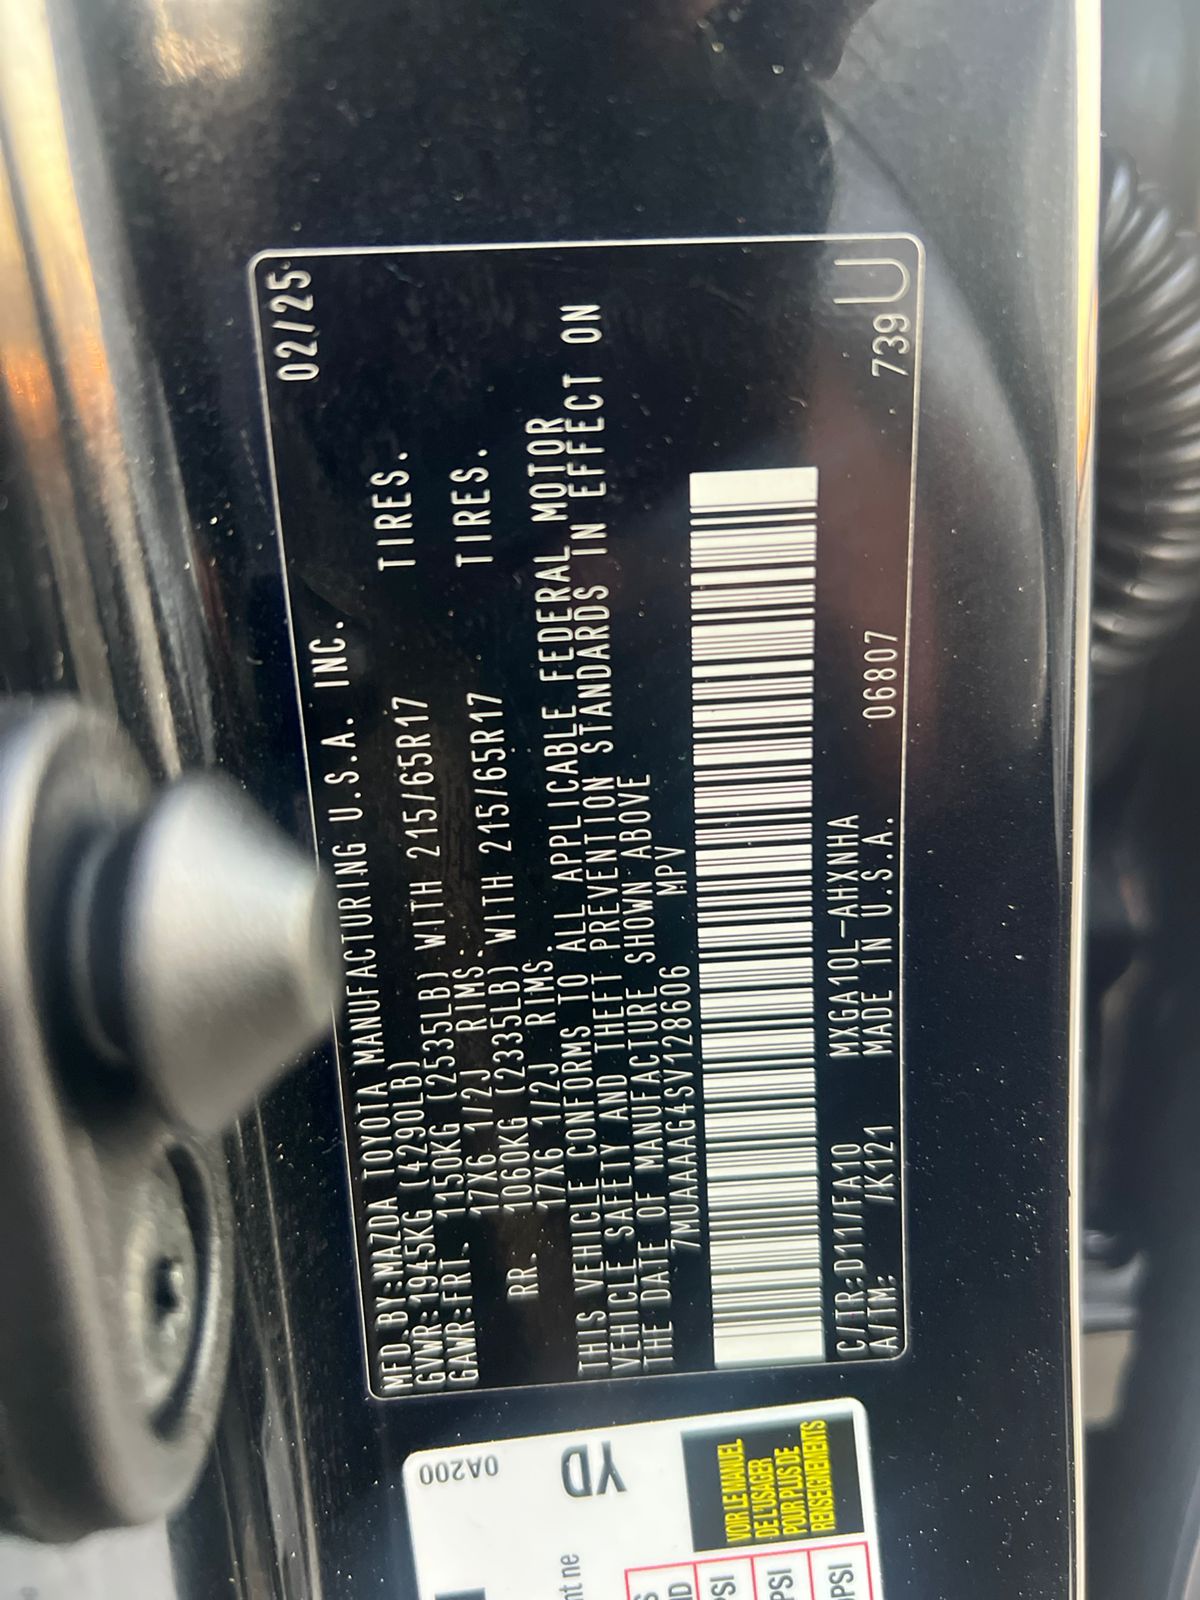 02/25
MFD.BY:MAZDA TOYOTA MANUFACTURING U.S.A. INC.
GVWR:1945KG (4290LB)
GAWR:FRT. 1150KG (2535LB) WITH 215/65R17 TIRES.
17X6 1/2J RIMS.
RR. 1060KG (2335LB) WITH 215/65R17 TIRES.
17X6 1/2J RIMS.
THIS VEHICLE CONFORMS TO ALL APPLICABLE FEDERAL MOTOR
VEHICLE SAFETY AND THEFT PREVENTION STANDARDS IN EFFECT ON
THE DATE OF MANUFACTURE SHOWN ABOVE
7MUAAAAG4SV128606 MPV
C/TR:D11/FA10 MXGA10L-AHXNHA
A/TM: /K121 MADE IN U.S.A. 06807 739 U
0A200
YD
VOIR LE MANUEL
DE L'USAGER
POUR PLUS DE
RENSEIGNEMENTS
nt ne
PSI
PSI
PSI